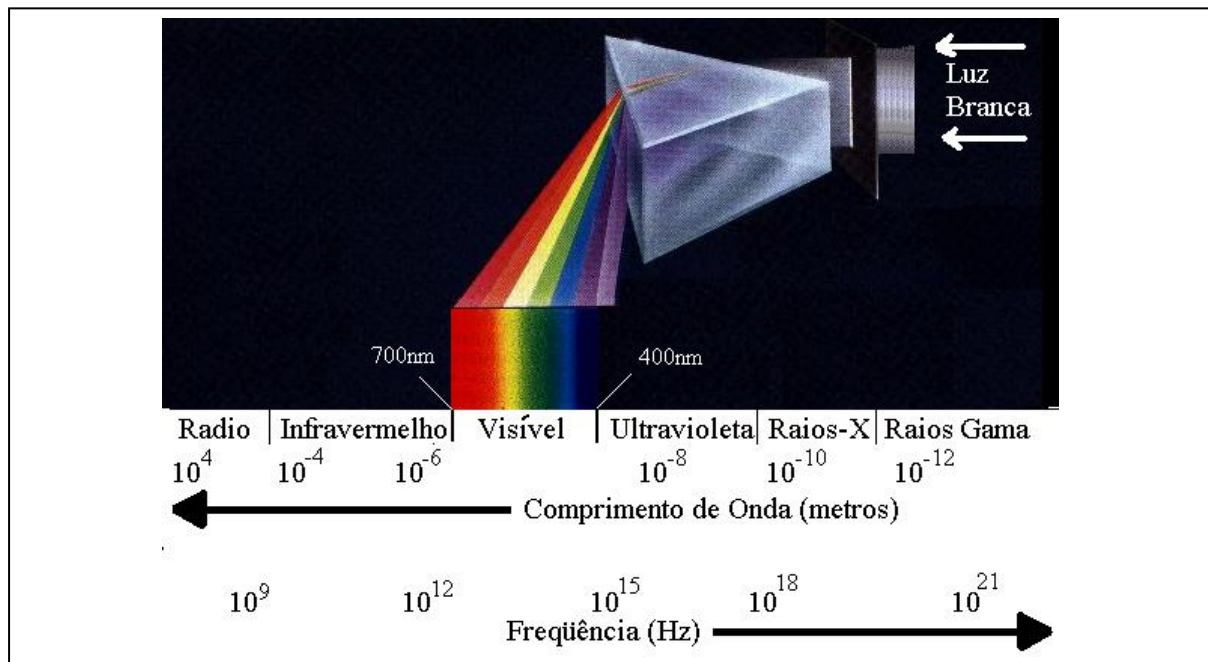 Luz
Branca
700nm
400nm
Radio Infravermelho Visível Ultravioleta Raios-X Raios Gama
10^4 10^-4 10^-6 10^-8 10^-10 10^-12
Comprimento de Onda (metros)
10^9 10^12 10^15 10^18 10^21
Freqüência (Hz)